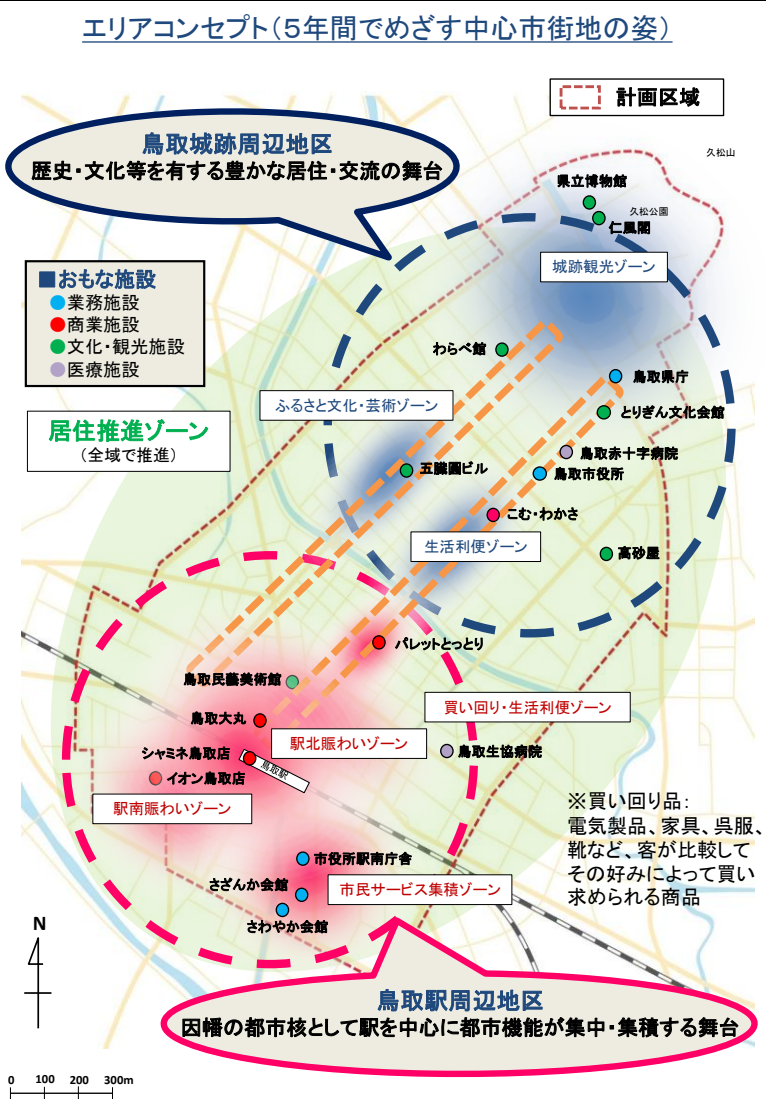 エリアコンセプト（５年間でめざす中心市街地の姿）
計画区域
鳥取城跡周辺地区
歴史・文化等を有する豊かな居住・交流の舞台
久松山
県立博物館
久松公園
仁風閣
城跡観光ゾーン
■おもな施設
業務施設
商業施設
文化・観光施設
医療施設
わらべ館
鳥取県庁
ふるさと文化・芸術ゾーン
とりぎん文化会館
居住推進ゾーン
（全域で推進）
鳥取赤十字病院
五臓圓ビル
鳥取市役所
こむ・わかさ
生活利便ゾーン
高砂屋
パレットとっとり
鳥取民藝美術館
買い回り・生活利便ゾーン
鳥取大丸
駅北賑わいゾーン
シャミネ鳥取店
鳥取生協病院
鳥取駅
イオン鳥取店
駅南賑わいゾーン
※買い回り品：
電気製品、家具、呉服、
靴など、客が比較して
その好みによって買い
求められる商品
市役所駅南庁舎
さざんか会館
市民サービス集積ゾーン
さわやか会館
N
鳥取駅周辺地区
因幡の都市核として駅を中心に都市機能が集中・集積する舞台
0 100 200 300m